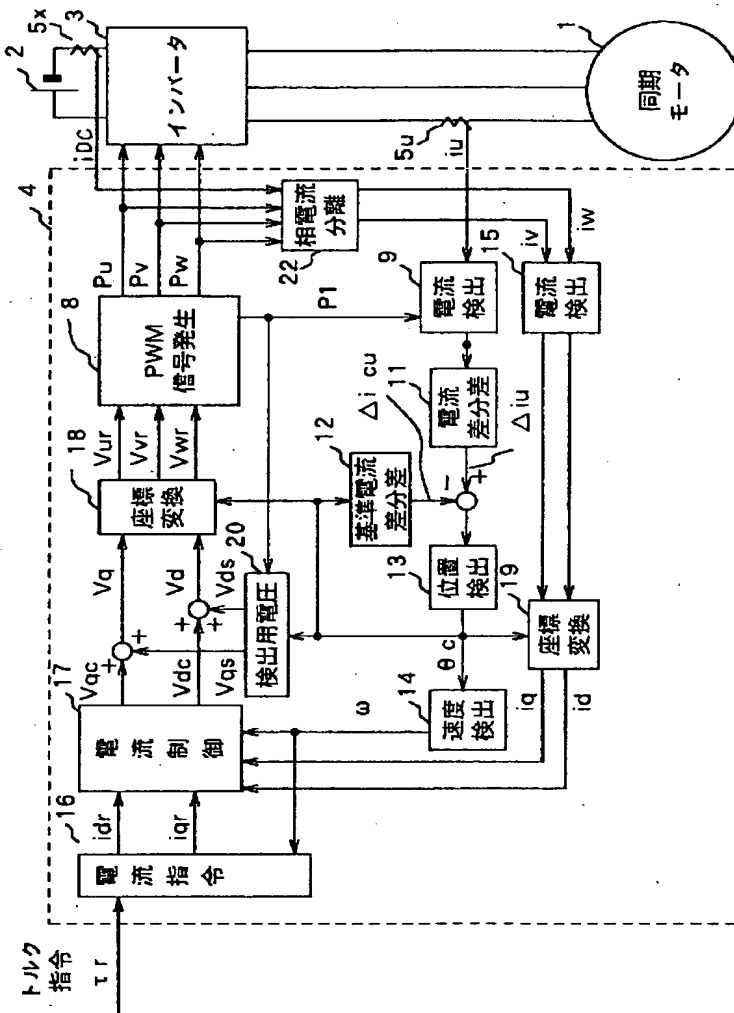 トルク
指令
τr
16
電流指令
idr
iqr
17
電流制御
Vqc
Vdc
Vqs
Vds
+
+
+
+
Vq
Vd
20
検出用電圧
18
座標
変換
Vur
Vvr
Vwr
8
PWM
信号発生
Pu
Pv
Pw
P1
4
iDC
2
5x
3
インバータ
22
相電流
分離
5u
iu
1
同期
モータ
9
電流
検出
15
電流
検出
iv
iw
11
電流
差分差
Δiu
12
基準電流
差分差
Δicu
-
+
13
位置検出
θc
14
速度
検出
ω
19
座標
変換
iq
id